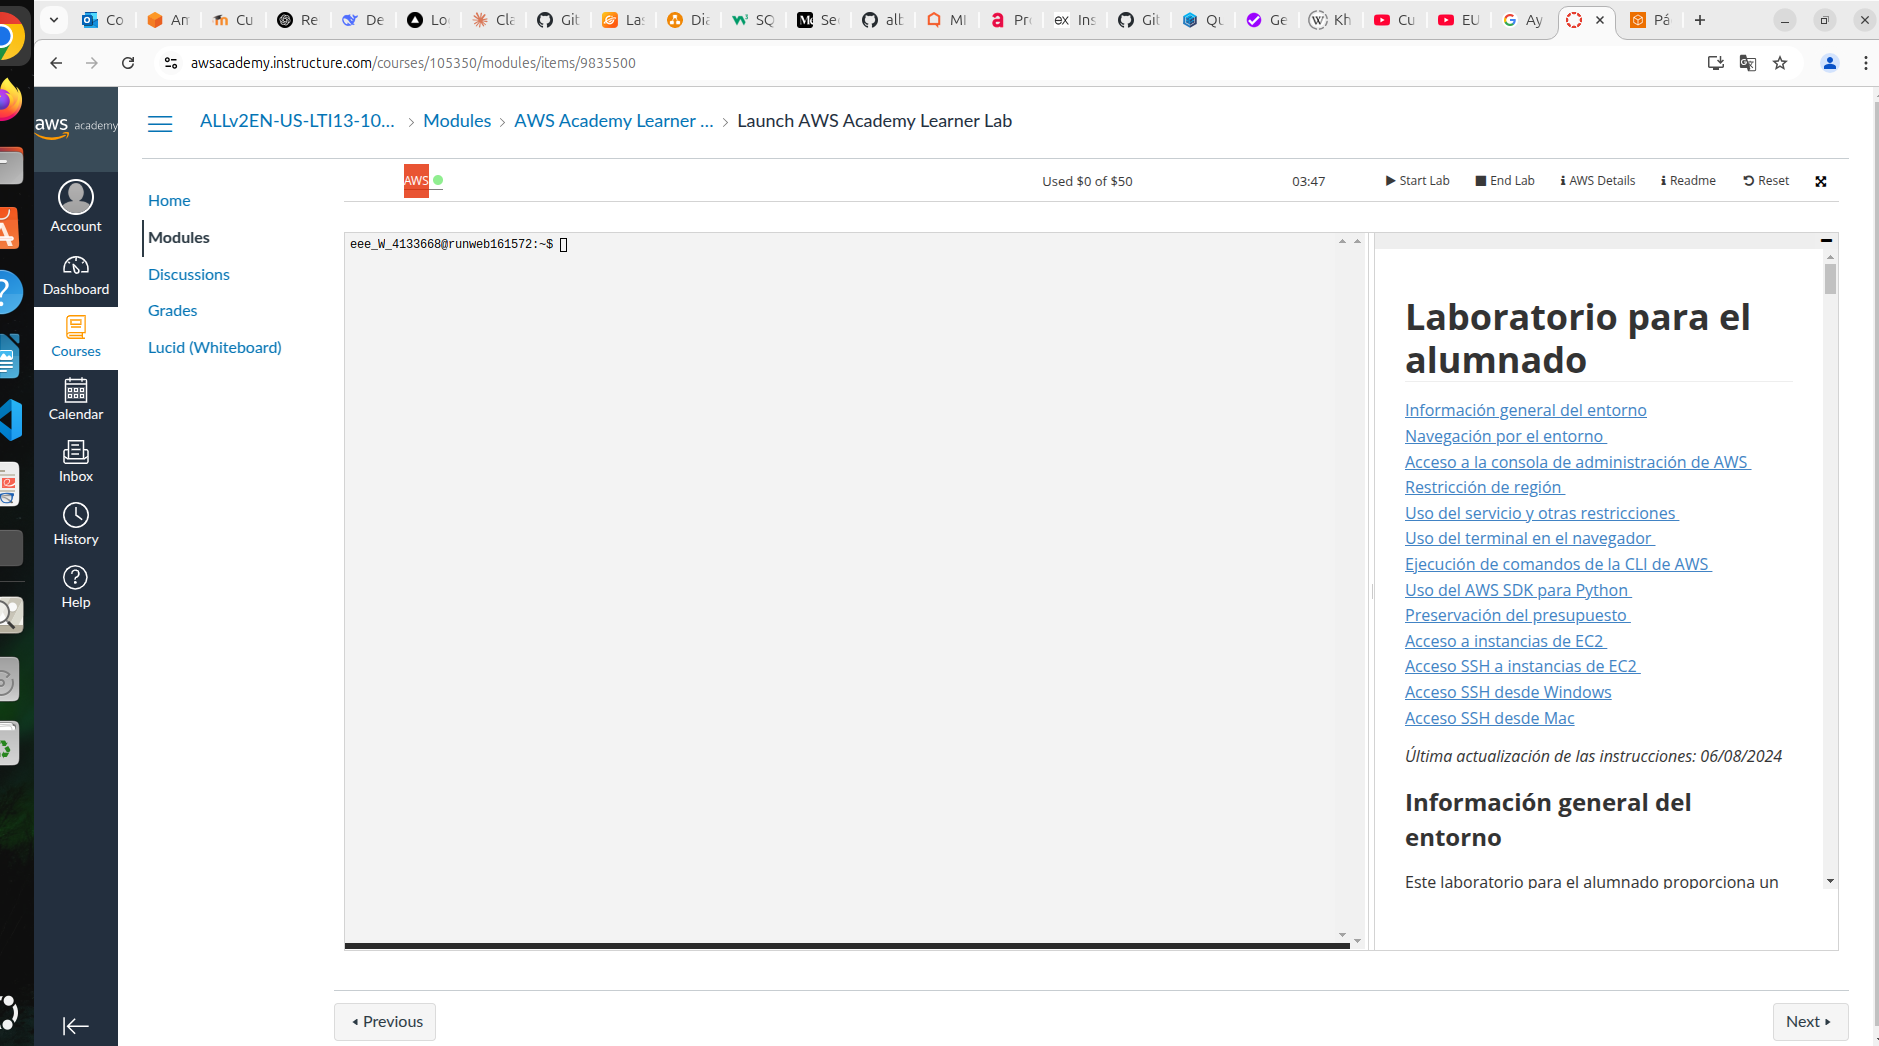 Co
Am
Cu
Re
De
Lo
Cla
Git
Las
Dia
SQ
Se
alb
MI
Pro
Ins
Git
Qu
Ge
Kh
Cu
EU
Ay
Pá
awsacademy.instructure.com/courses/105350/modules/items/9835500
aws academy
ALLv2EN-US-LTI13-10... > Modules > AWS Academy Learner ... > Launch AWS Academy Learner Lab
Account
Dashboard
Courses
Calendar
Inbox
History
Help
Home
Modules
Discussions
Grades
Lucid (Whiteboard)
AWS
Used $0 of $50
03:47
Start Lab
End Lab
AWS Details
Readme
Reset
eee_W_4133668@runweb161572:~$
Laboratorio para el
alumnado
Información general del entorno
Navegación por el entorno
Acceso a la consola de administración de AWS
Restricción de región
Uso del servicio y otras restricciones
Uso del terminal en el navegador
Ejecución de comandos de la CLI de AWS
Uso del AWS SDK para Python
Preservación del presupuesto
Acceso a instancias de EC2
Acceso SSH a instancias de EC2
Acceso SSH desde Windows
Acceso SSH desde Mac
Última actualización de las instrucciones: 06/08/2024
Información general del
entorno
Este laboratorio para el alumnado proporciona un
Previous
Next